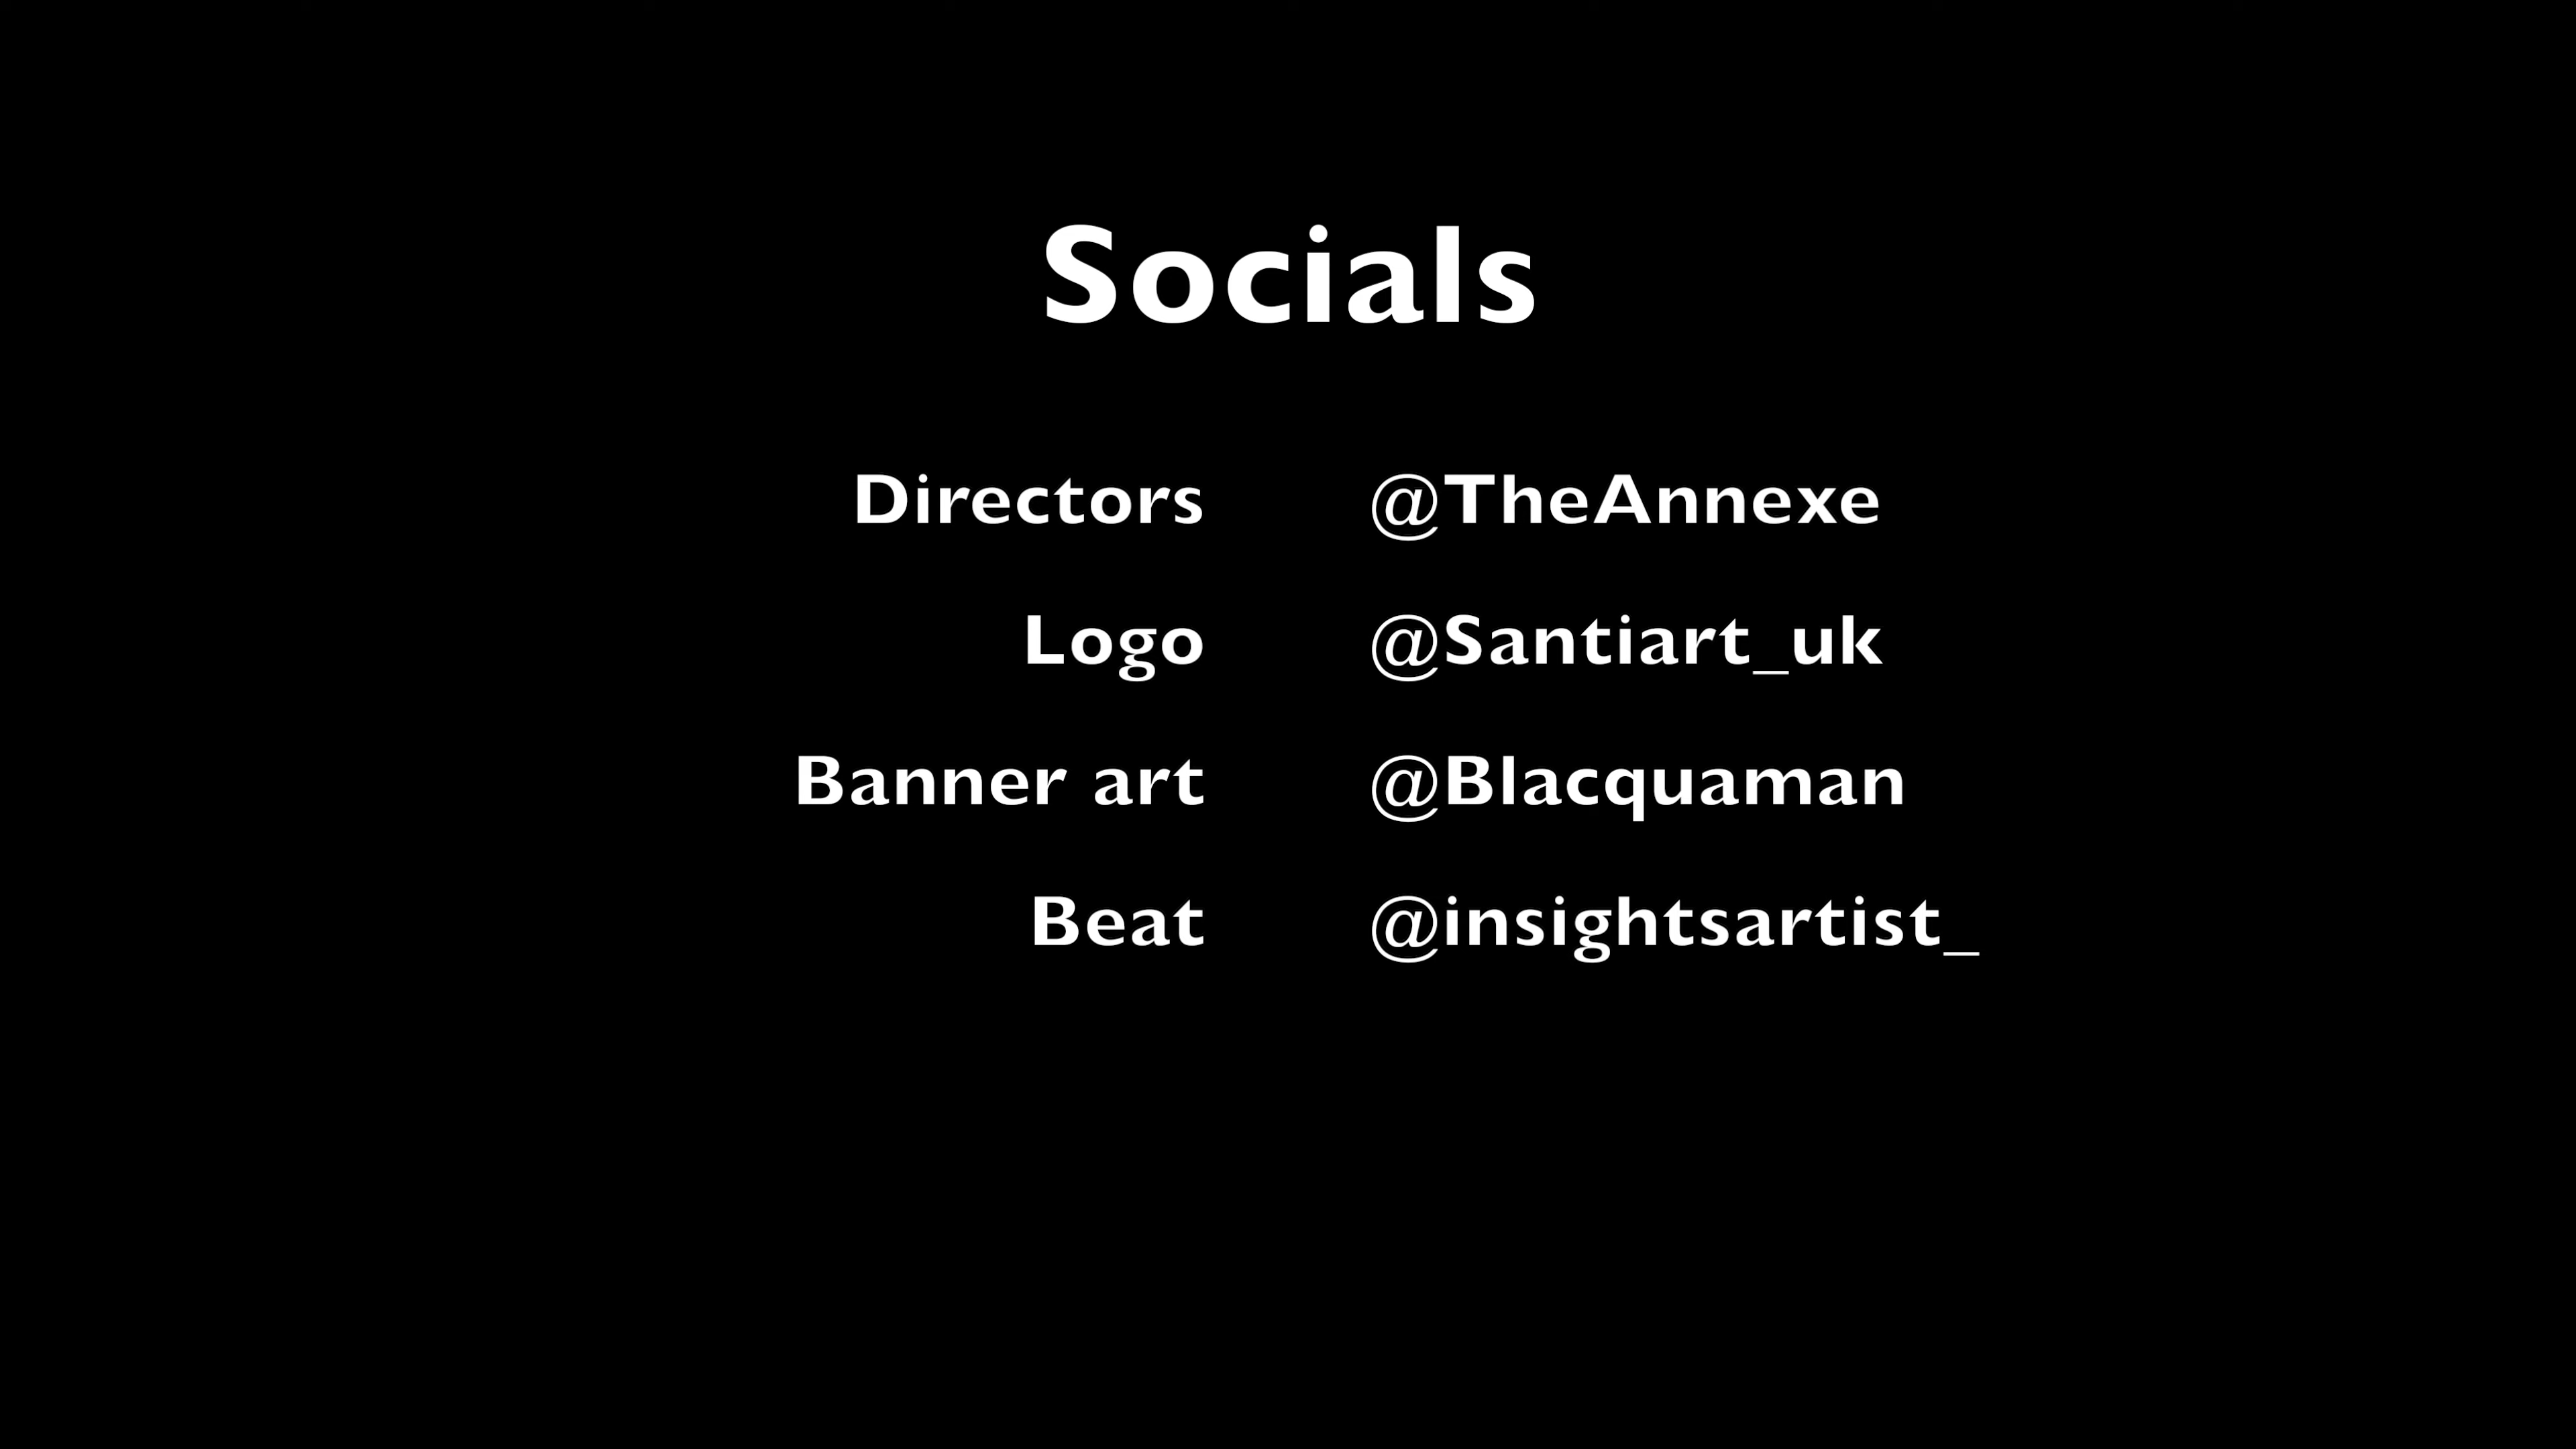 Socials
Directors @TheAnnexe
Logo @Santiart_uk
Banner art @Blacquaman
Beat @insightsartist_